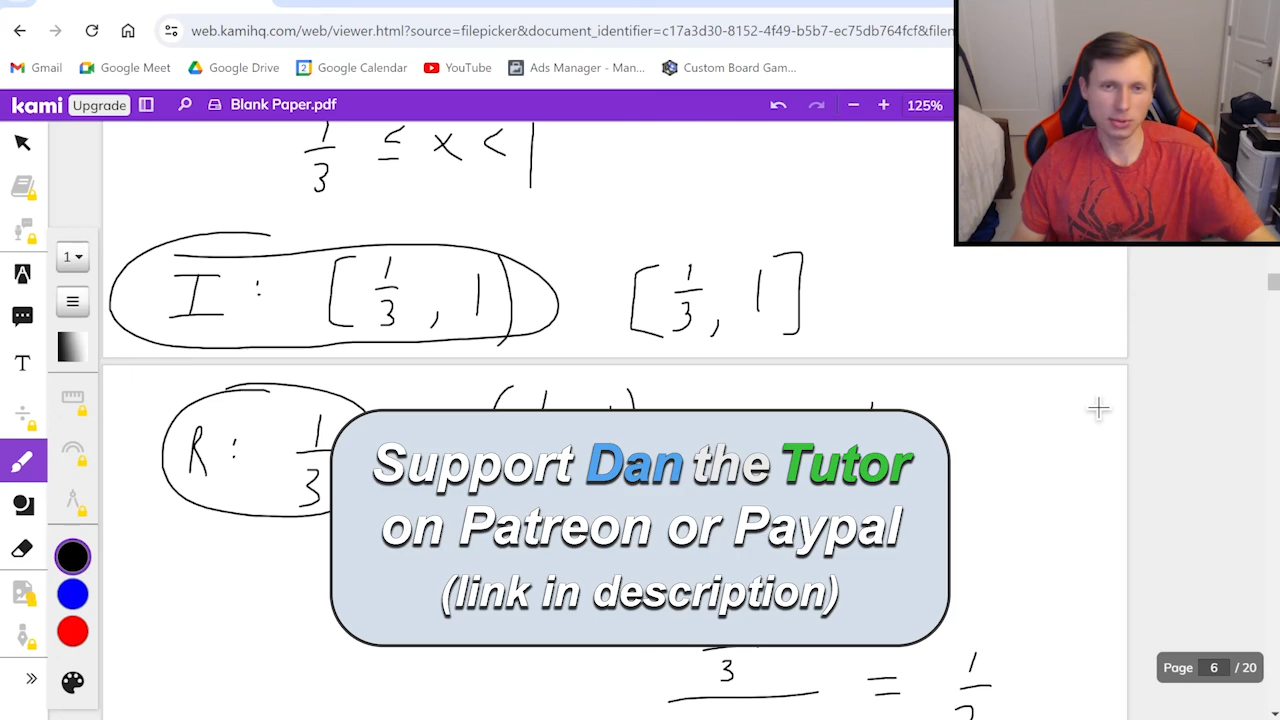 web.kamihq.com/web/viewer.html?source=filepicker&document_identifier=c17a3d30-8152-4f49-b5b7-ec75db764fcf&filen
Gmail Google Meet Google Drive Google Calendar YouTube Ads Manager - Man... Custom Board Gam...
kami Upgrade Blank Paper.pdf 125%
1/3 ≤ x < 1
I : [1/3, 1) [1/3, 1]
R : 1/3
Support Dan the Tutor
on Patreon or Paypal
(link in description)
3
=
1
Page 6 / 20